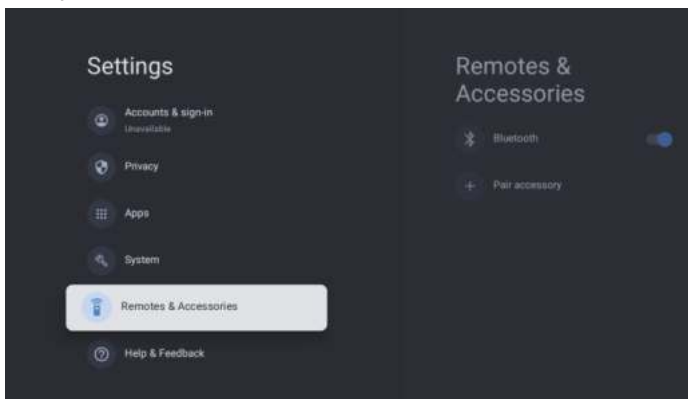 Settings
Accounts & sign-in
Unavailable
Privacy
Apps
System
Remotes & Accessories
Help & Feedback
Remotes &
Accessories
Bluetooth
Pair accessory